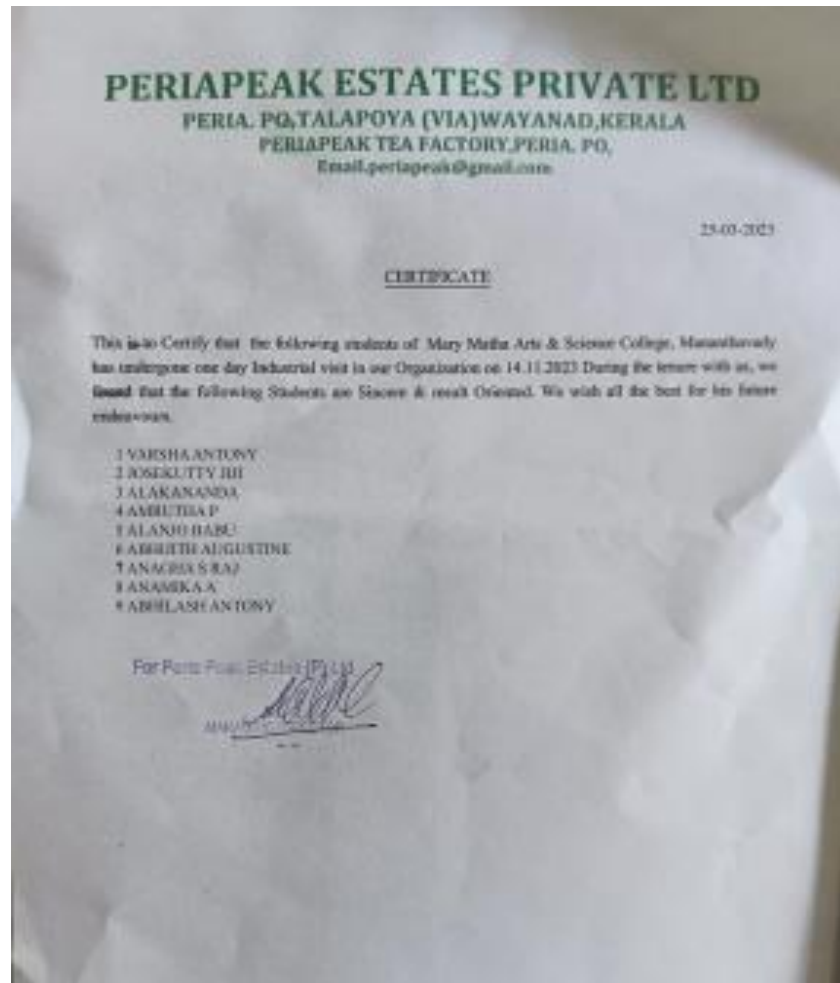 PERIAPEAK ESTATES PRIVATE LTD
PERIA. PO,TALAPOYA (VIA)WAYANAD,KERALA
PERIAPEAK TEA FACTORY,PERIA. PO,
Email.periapeak@gmail.com
CERTIFICATE
This is to Certify that the following students of Mary Matha Arts & Science College, Mananthavady
has undergone one day Industrial visit in our Organization on 14.11.2023 During the tenure with us, we
found that the following Students are Sincere & result Oriented. We wish all the best for his future
endeavours.
1 VARSHA ANTONY
2 JOSEKUTTY JIJI
3 ALAKANANDA
4 AMRUTHA P
5 ALANJO BABU
6 ABHIJITH AUGUSTINE
7 ANAGHA S RAJ
8 ANAMIKA A
9 ABHILASH ANTONY
For Peria Peak Estates (P) Ltd